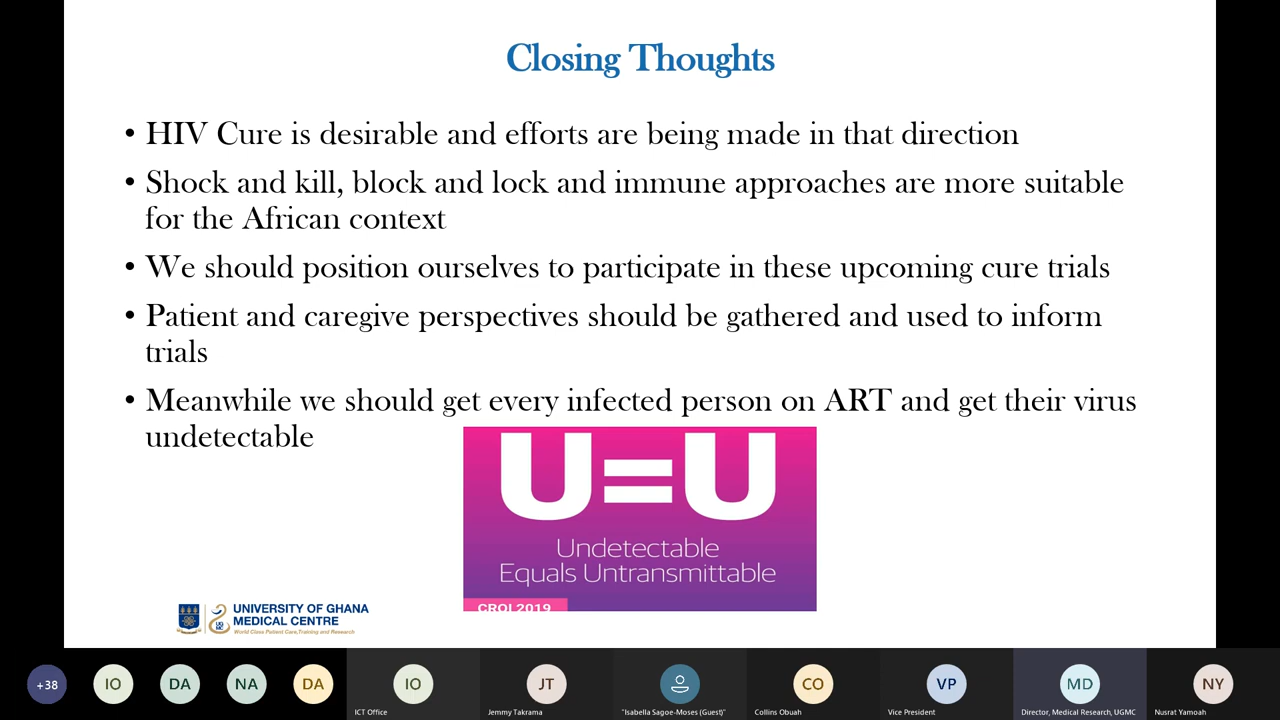 Closing Thoughts
• HIV Cure is desirable and efforts are being made in that direction
• Shock and kill, block and lock and immune approaches are more suitable
for the African context
• We should position ourselves to participate in these upcoming cure trials
• Patient and caregive perspectives should be gathered and used to inform
trials
• Meanwhile we should get every infected person on ART and get their virus
undetectable
U=U
Undetectable
Equals Untransmittable
CROI 2019
UNIVERSITY OF GHANA
MEDICAL CENTRE
World Class Patient Care,Training and Research
+38 IO DA NA DA IO JT CO VP MD NY
ICT Office Jemmy Takrama "Isabella Sagoe-Moses (Guest)" Collins Obuah Vice President Director, Medical Research, UGMC Nusrat Yamoah